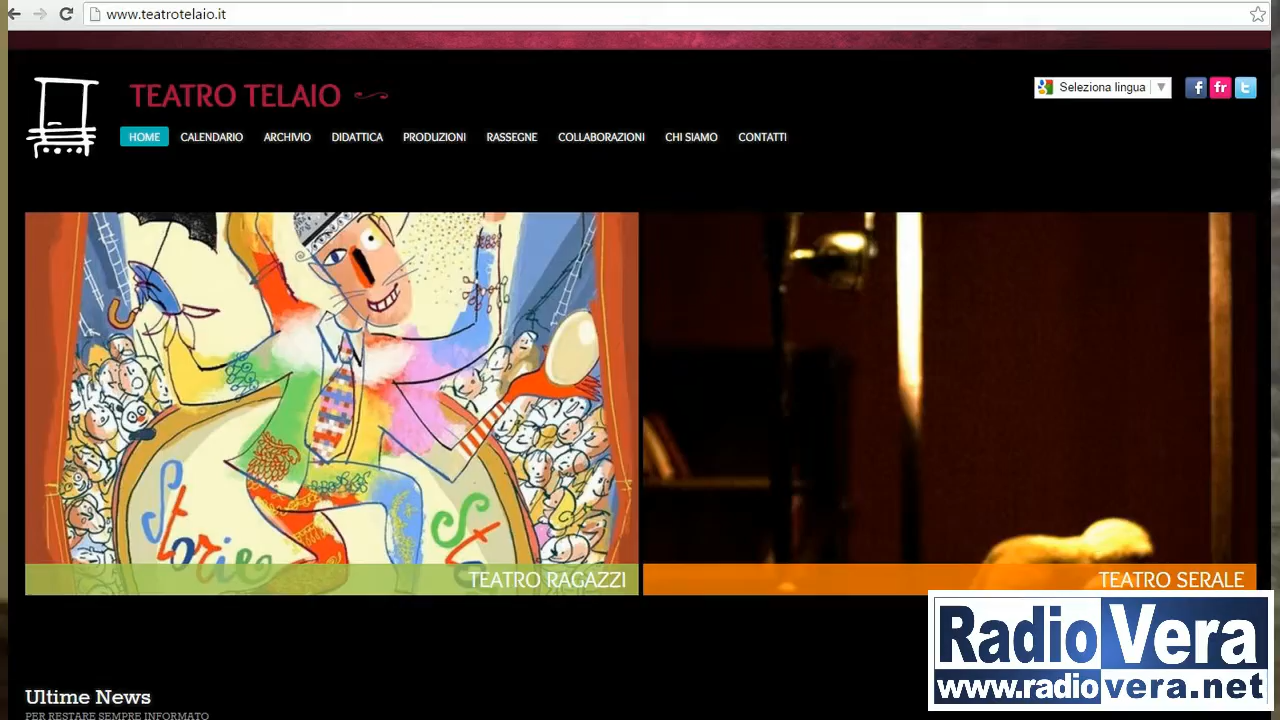 www.teatrotelaio.it
TEATRO TELAIO
Seleziona lingua
f fr t
HOME CALENDARIO ARCHIVIO DIDATTICA PRODUZIONI RASSEGNE COLLABORAZIONI CHI SIAMO CONTATTI
Storie
St
TEATRO RAGAZZI
TEATRO SERALE
Radio Vera
www.radiovera.net
Ultime News
PER RESTARE SEMPRE INFORMATO